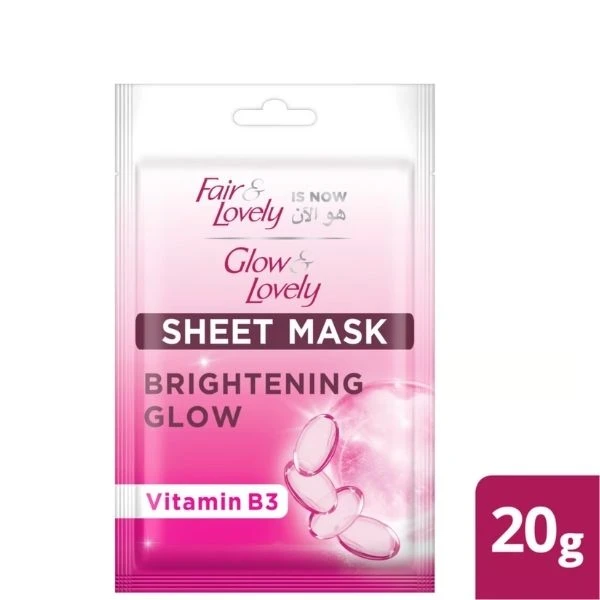 Fair & Lovely IS NOW
هو الآن
Glow & Lovely
SHEET MASK
BRIGHTENING
GLOW
Vitamin B3
20g